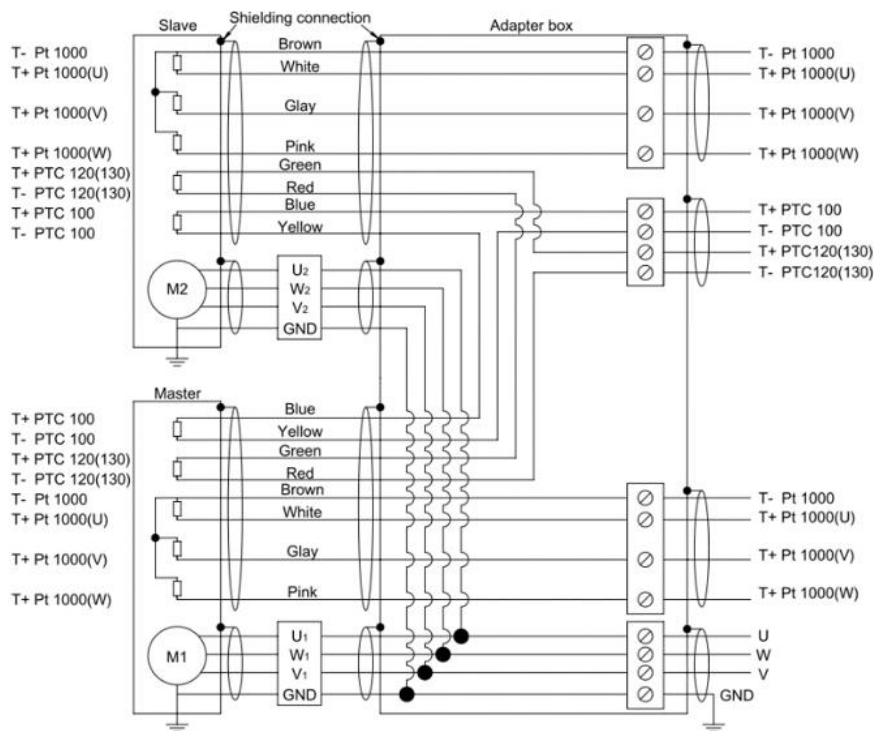 Slave
Shielding connection
Adapter box
T- Pt 1000
Brown
T- Pt 1000
T+ Pt 1000(U)
White
T+ Pt 1000(U)
T+ Pt 1000(V)
Glay
T+ Pt 1000(V)
T+ Pt 1000(W)
Pink
T+ Pt 1000(W)
T+ PTC 120(130)
Green
T- PTC 120(130)
Red
T+ PTC 100
Blue
T+ PTC 100
T- PTC 100
Yellow
T- PTC 100
T+ PTC120(130)
T- PTC120(130)
M2
U2
W2
V2
GND
Master
T+ PTC 100
Blue
T- PTC 100
Yellow
T+ PTC 120(130)
Green
T- PTC 120(130)
Red
T- Pt 1000
Brown
T- Pt 1000
T+ Pt 1000(U)
White
T+ Pt 1000(U)
T+ Pt 1000(V)
Glay
T+ Pt 1000(V)
T+ Pt 1000(W)
Pink
T+ Pt 1000(W)
M1
U1
U
W1
W
V1
V
GND
GND